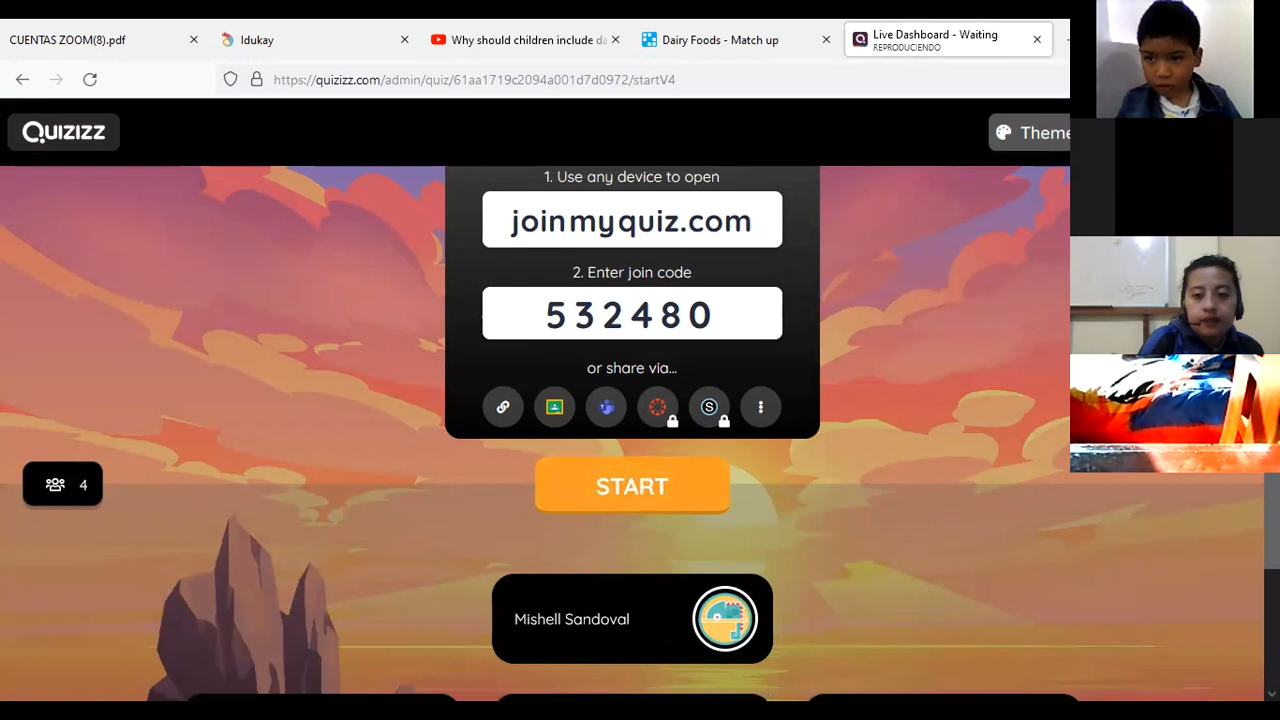 CUENTAS ZOOM(8).pdf
Idukay
Why should children include da
Dairy Foods - Match up
Live Dashboard - Waiting
REPRODUCIENDO
https://quizizz.com/admin/quiz/61aa1719c2094a001d7d0972/startV4
QUIZIZZ
Theme
1. Use any device to open
joinmyquiz.com
2. Enter join code
532480
or share via...
S
4
START
Mishell Sandoval